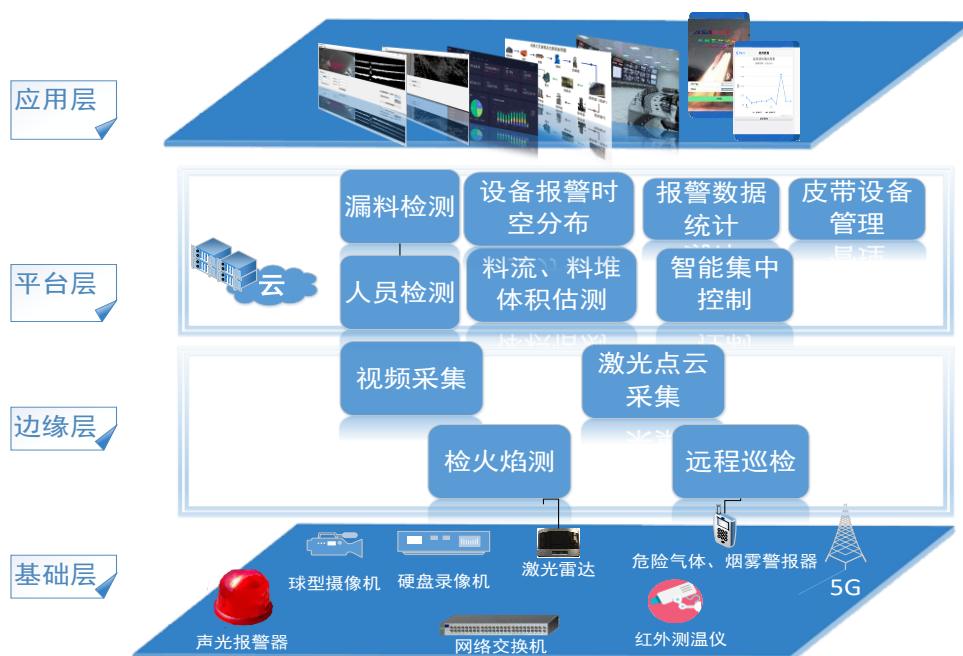 应用层
漏料检测
设备报警时
空分布
报警数据
统计
皮带设备
管理
平台层
云
人员检测
料流、料堆
体积估测
智能集中
控制
边缘层
视频采集
激光点云
采集
检火焰测
远程巡检
基础层
球型摄像机
硬盘录像机
激光雷达
危险气体、烟雾警报器
5G
声光报警器
网络交换机
红外测温仪